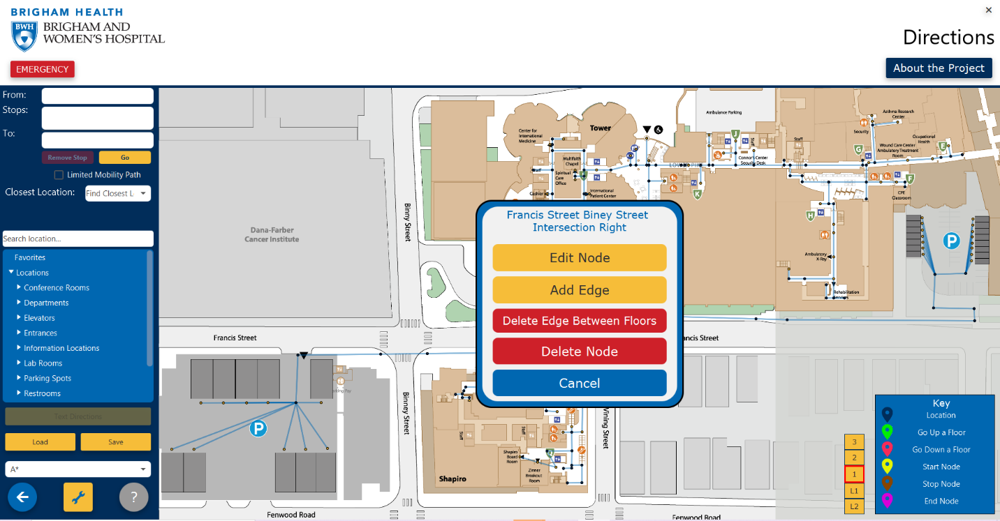 BRIGHAM HEALTH
BWH
BRIGHAM AND
WOMEN'S HOSPITAL
×
Directions
EMERGENCY
About the Project
From:
Stops:
To:
Remove Stop
Go
Limited Mobility Path
Closest Location:
Find Closest L
Search location...
Favorites
Locations
Conference Rooms
Departments
Elevators
Entrances
Information Locations
Lab Rooms
Parking Spots
Restrooms
Text Directions
Load
Save
A*
?
Dana-Farber
Cancer Institute
Binny Street
Francis Street
Binney Street
Fenwood Road
P
Ambulance Parking
Center for
International
Medicine
Tower
Multifaith
Chapel
Staff
Spiritual
Care
Office
Cashier
International
Patient Center
J
Staff
Connors Center
Security Desk
Staff
K
Asthma Research
Center
Security
Occupational
Health
G
Wound Care Center
Ambulatory Treatment
Room
E
F
CPE
Classroom
H
Ambulatory
X-Ray
Rehabilitation
P
Francis Street Biney Street
Intersection Right
Edit Node
Add Edge
Delete Edge Between Floors
Delete Node
Cancel
Staff
Staff
Shapiro
Board
Room
J
Zinner
Breakout
Room
Shapiro
Fenwood Road
3
2
1
L1
L2
Key
Location
Go Up a Floor
Go Down a Floor
Start Node
Stop Node
End Node